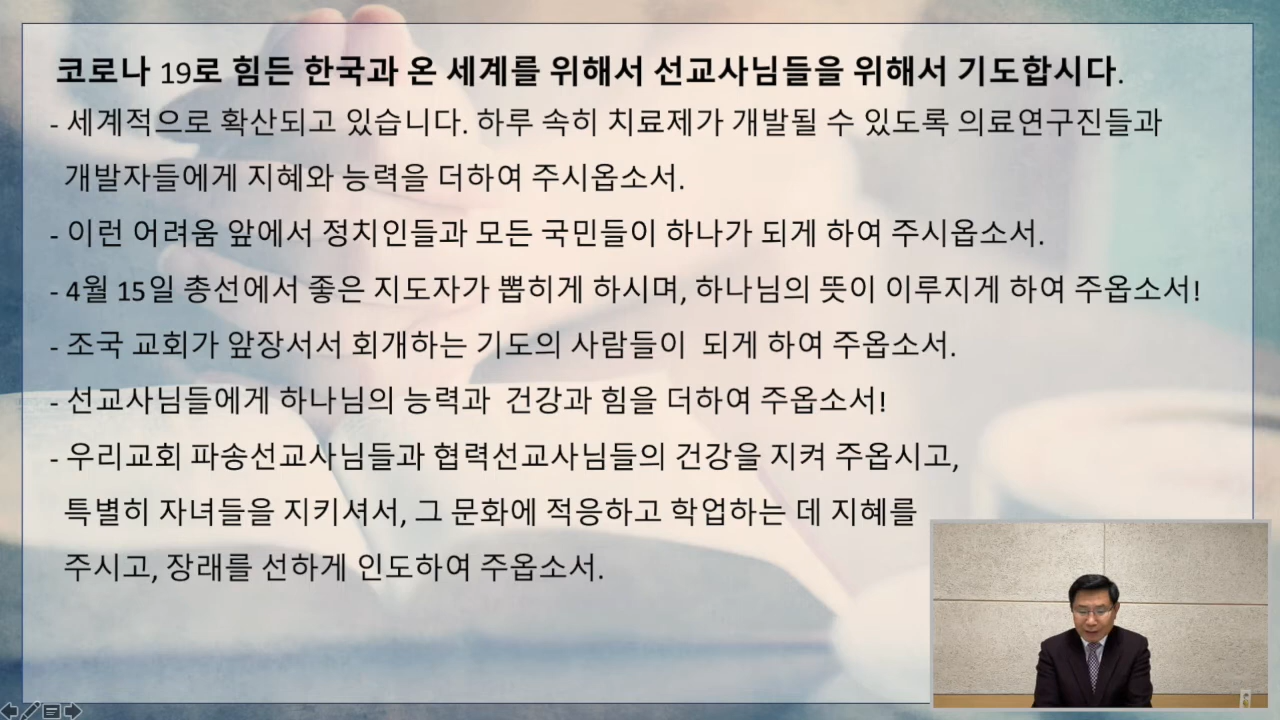 코로나 19로 힘든 한국과 온 세계를 위해서 선교사님들을 위해서 기도합시다.
- 세계적으로 확산되고 있습니다. 하루 속히 치료제가 개발될 수 있도록 의료연구진들과
개발자들에게 지혜와 능력을 더하여 주시옵소서.
- 이런 어려움 앞에서 정치인들과 모든 국민들이 하나가 되게 하여 주시옵소서.
- 4월 15일 총선에서 좋은 지도자가 뽑히게 하시며, 하나님의 뜻이 이루지게 하여 주옵소서!
- 조국 교회가 앞장서서 회개하는 기도의 사람들이 되게 하여 주옵소서.
- 선교사님들에게 하나님의 능력과 건강과 힘을 더하여 주옵소서!
- 우리교회 파송선교사님들과 협력선교사님들의 건강을 지켜 주옵시고,
특별히 자녀들을 지키셔서, 그 문화에 적응하고 학업하는 데 지혜를
주시고, 장래를 선하게 인도하여 주옵소서.